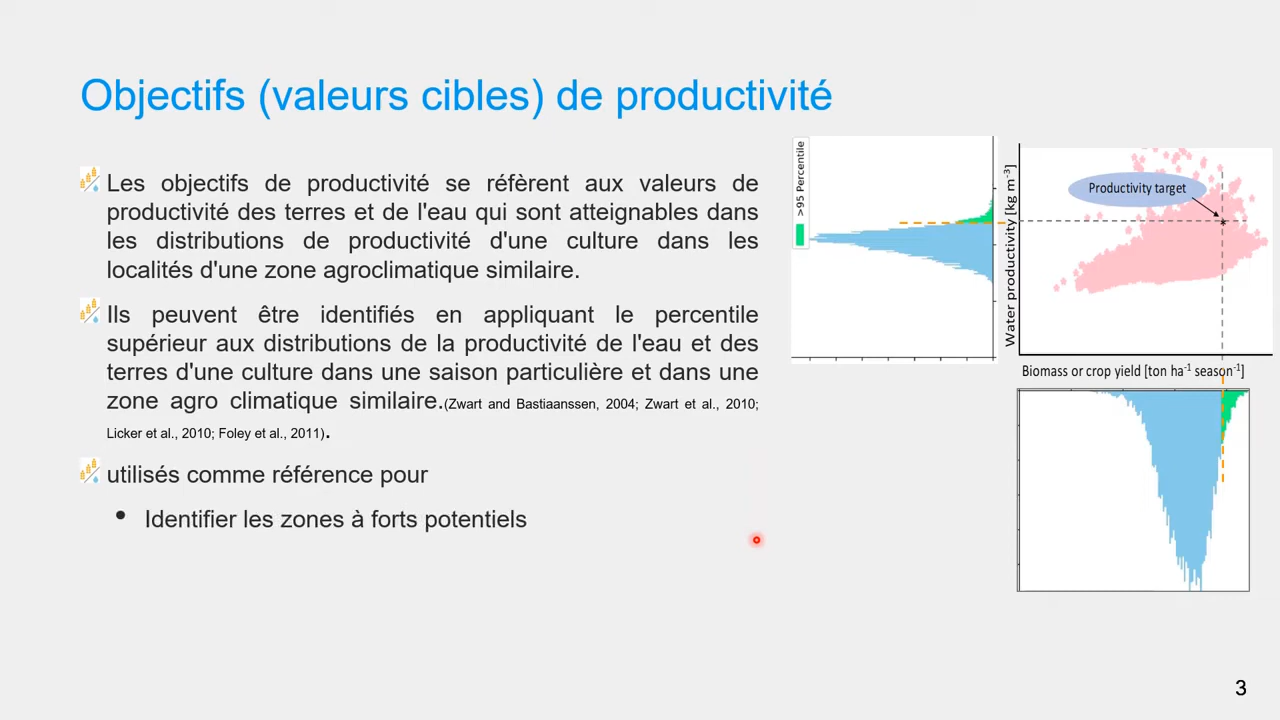 Objectifs (valeurs cibles) de productivité
Les objectifs de productivité se réfèrent aux valeurs de
productivité des terres et de l'eau qui sont atteignables dans
les distributions de productivité d'une culture dans les
localités d'une zone agroclimatique similaire.
Ils peuvent être identifiés en appliquant le percentile
supérieur aux distributions de la productivité de l'eau et des
terres d'une culture dans une saison particulière et dans une
zone agro climatique similaire.(Zwart and Bastiaanssen, 2004; Zwart et al., 2010;
Licker et al., 2010; Foley et al., 2011).
utilisés comme référence pour
• Identifier les zones à forts potentiels
>95 Percentile
Water productivity [kg m⁻³]
Productivity target
Biomass or crop yield [ton ha⁻¹ season⁻¹]
3